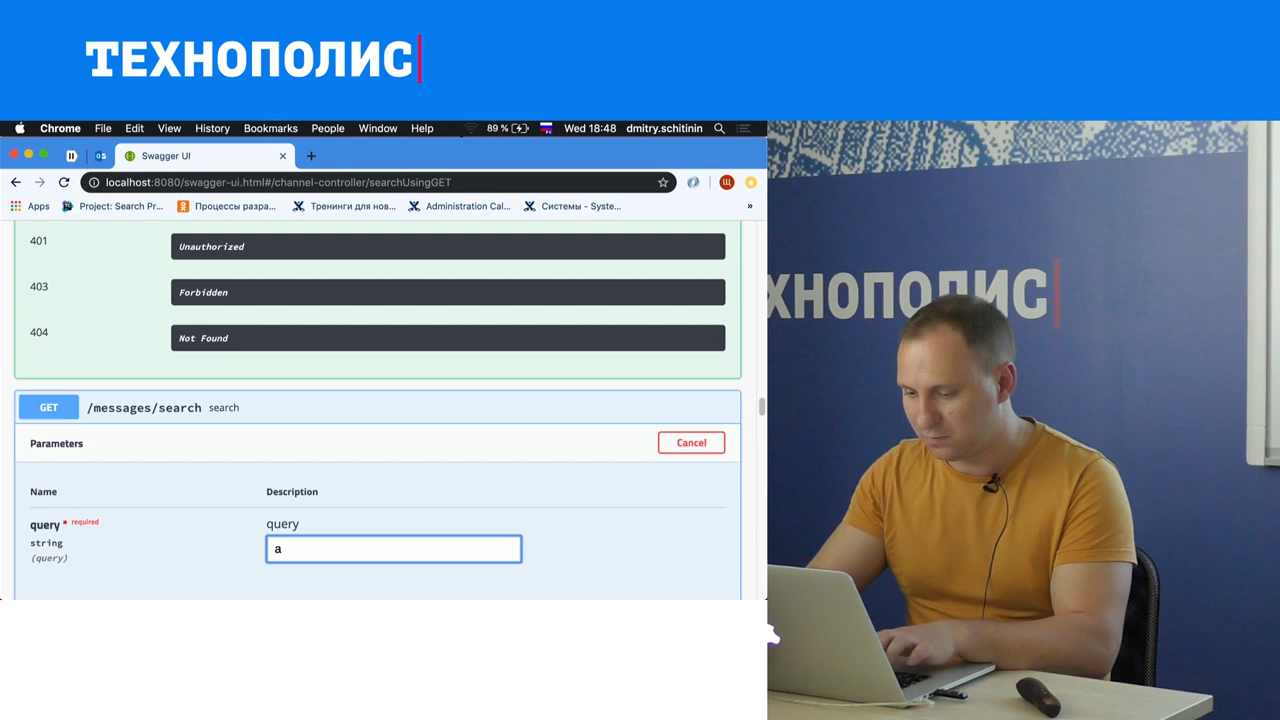 ТЕХНОПОЛИС
Chrome File Edit View History Bookmarks People Window Help 89 % Wed 18:48 dmitry.schitinin
Swagger UI
localhost:8080/swagger-ui.html#/channel-controller/searchUsingGET
Apps Project: Search Pr... Процессы разра... Тренинги для нов... Administration Cal... Системы - Syste... »
401 Unauthorized
403 Forbidden
404 Not Found
GET /messages/search search
Parameters Cancel
Name Description
query * required query
string a
(query)
ХНОПОЛИС